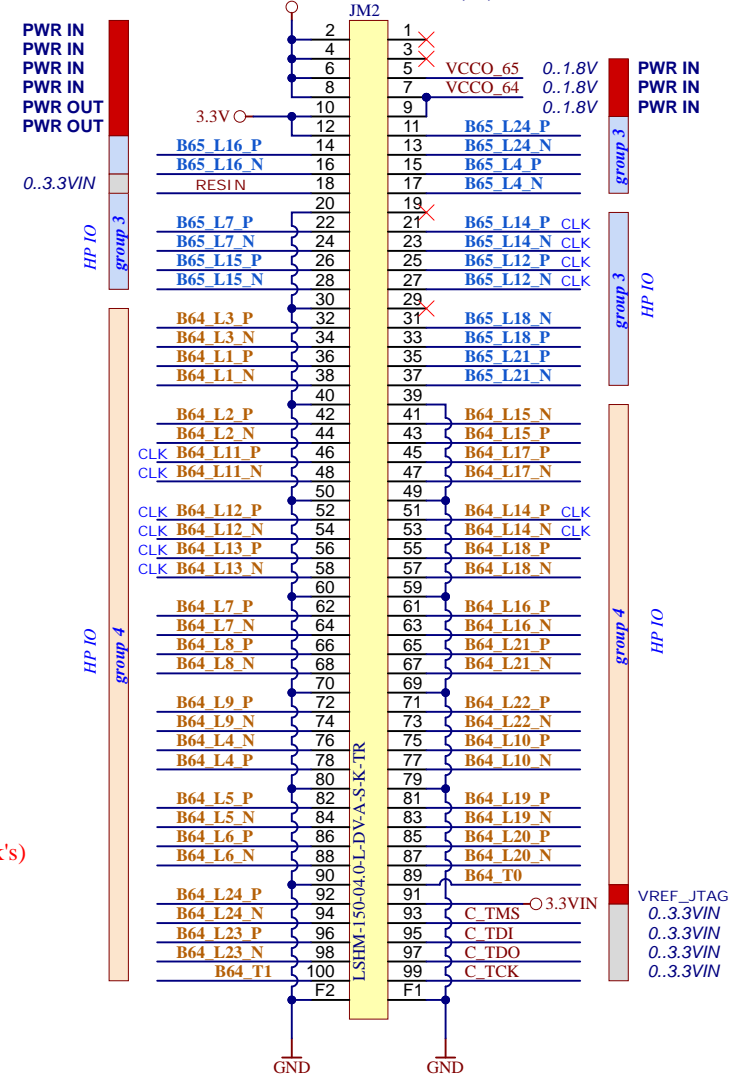 JM2
PWR IN 2 1
PWR IN 4 3
PWR IN 6 5 VCCO_65 0..1.8V PWR IN
PWR IN 8 7 VCCO_64 0..1.8V PWR IN
PWR OUT 10 9 0..1.8V PWR IN
3.3V
PWR OUT 12 11 B65_L24_P
B65_L16_P 14 13 B65_L24_N
B65_L16_N 16 15 B65_L4_P
0..3.3VIN RESIN 18 17 B65_L4_N
group 3
20 19
B65_L7_P 22 21 B65_L14_P CLK
B65_L7_N 24 23 B65_L14_N CLK
B65_L15_P 26 25 B65_L12_P CLK
B65_L15_N 28 27 B65_L12_N CLK
HP IO group 3
group 3 HP IO
30 29
B64_L3_P 32 31 B65_L18_N
B64_L3_N 34 33 B65_L18_P
B64_L1_P 36 35 B65_L21_P
B64_L1_N 38 37 B65_L21_N
40 39
B64_L2_P 42 41 B64_L15_N
B64_L2_N 44 43 B64_L15_P
CLK B64_L11_P 46 45 B64_L17_P
CLK B64_L11_N 48 47 B64_L17_N
50 49
CLK B64_L12_P 52 51 B64_L14_P CLK
CLK B64_L12_N 54 53 B64_L14_N CLK
CLK B64_L13_P 56 55 B64_L18_P
CLK B64_L13_N 58 57 B64_L18_N
60 59
B64_L7_P 62 61 B64_L16_P
B64_L7_N 64 63 B64_L16_N
B64_L8_P 66 65 B64_L21_P
B64_L8_N 68 67 B64_L21_N
HP IO group 4
group 4 HP IO
70 69
B64_L9_P 72 71 B64_L22_P
B64_L9_N 74 73 B64_L22_N
B64_L4_N 76 75 B64_L10_P
B64_L4_P 78 77 B64_L10_N
80 79
B64_L5_P 82 81 B64_L19_P
B64_L5_N 84 83 B64_L19_N
B64_L6_P 86 85 B64_L20_P
k's)
B64_L6_N 88 87 B64_L20_N
90 89 B64_T0
B64_L24_P 92 91 3.3VIN VREF_JTAG
B64_L24_N 94 93 C_TMS 0..3.3VIN
B64_L23_P 96 95 C_TDI 0..3.3VIN
B64_L23_N 98 97 C_TDO 0..3.3VIN
B64_T1 100 99 C_TCK 0..3.3VIN
LSHM-150-04.0-L-DV-A-S-K-TR
F2 F1
GND GND